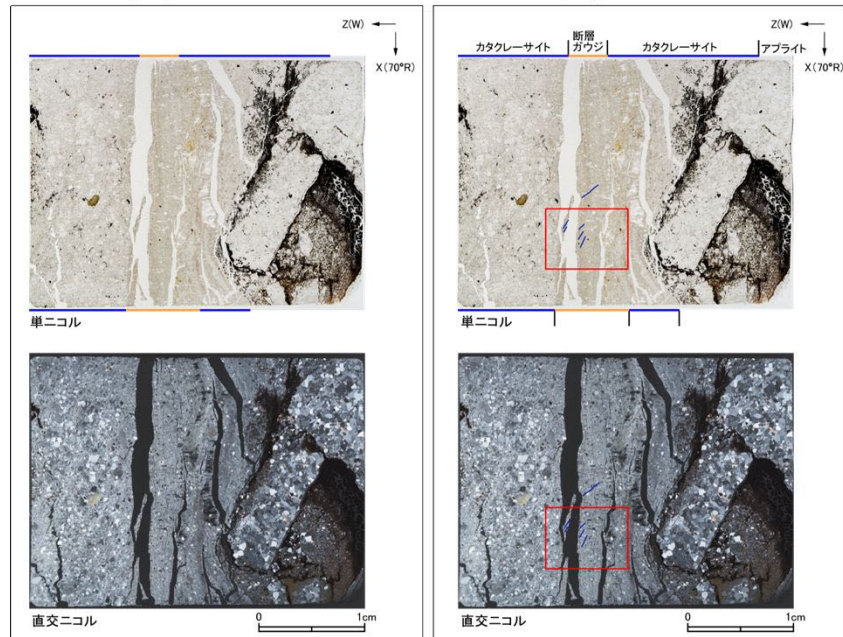 Z(W)
X(70°R)
単ニコル
直交ニコル
0 1cm
Z(W)
断層
カタクレーサイト ガウジ カタクレーサイト アプライト
X(70°R)
単ニコル
直交ニコル
0 1cm